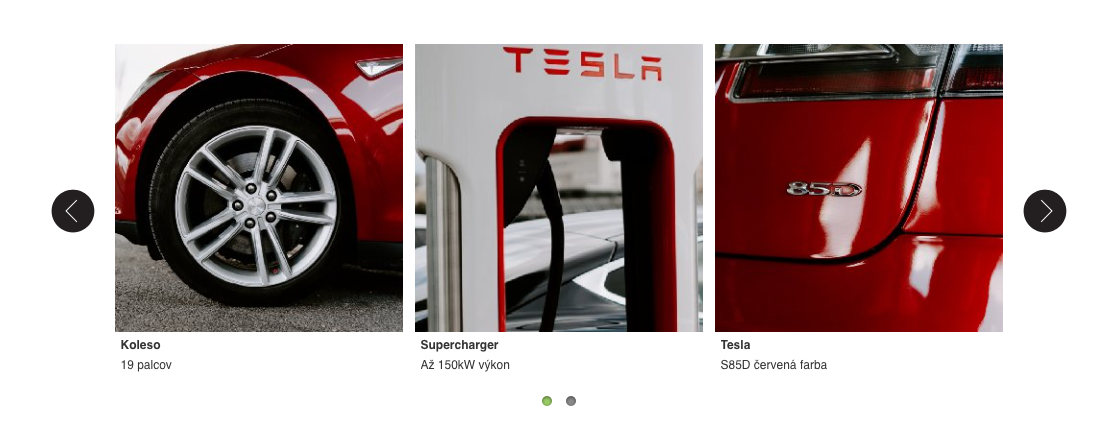 TESLA
85D
Koleso
19 palcov
Supercharger
Až 150kW výkon
Tesla
S85D červená farba